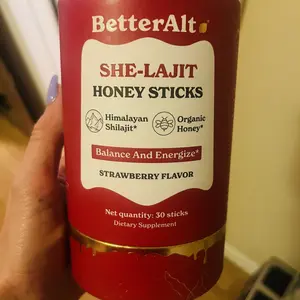 BetterAlt
SHE-LAJIT
HONEY STICKS
Himalayan
Shilajit*
Organic
Honey*
Balance And Energize*
STRAWBERRY FLAVOR
Net quantity: 30 sticks
Dietary Supplement